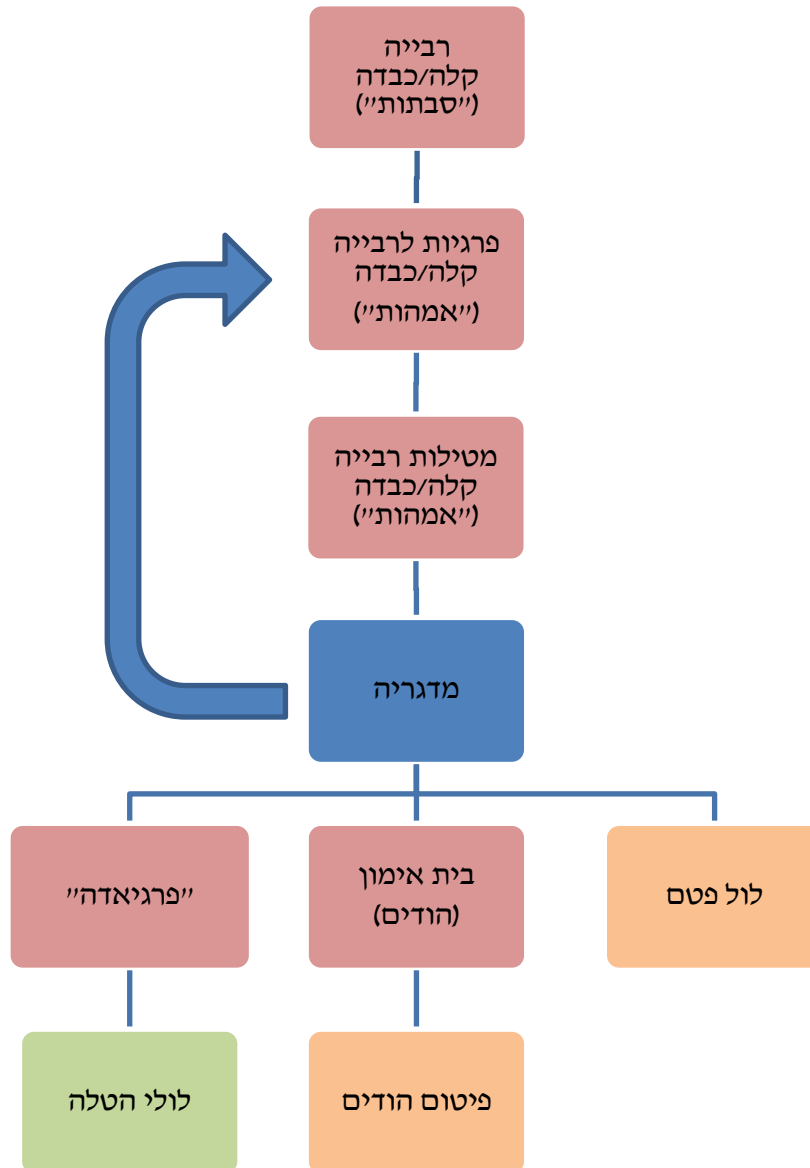 רבייה
קלה/כבדה
("סבתות")
פרגיות לרבייה
קלה/כבדה
("אמהות")
מטילות רבייה
קלה/כבדה
("אמהות")
מדגריה
לול פטם
בית אימון
(הודים)
"פרגיאדה"
פיטום הודים
לולי הטלה